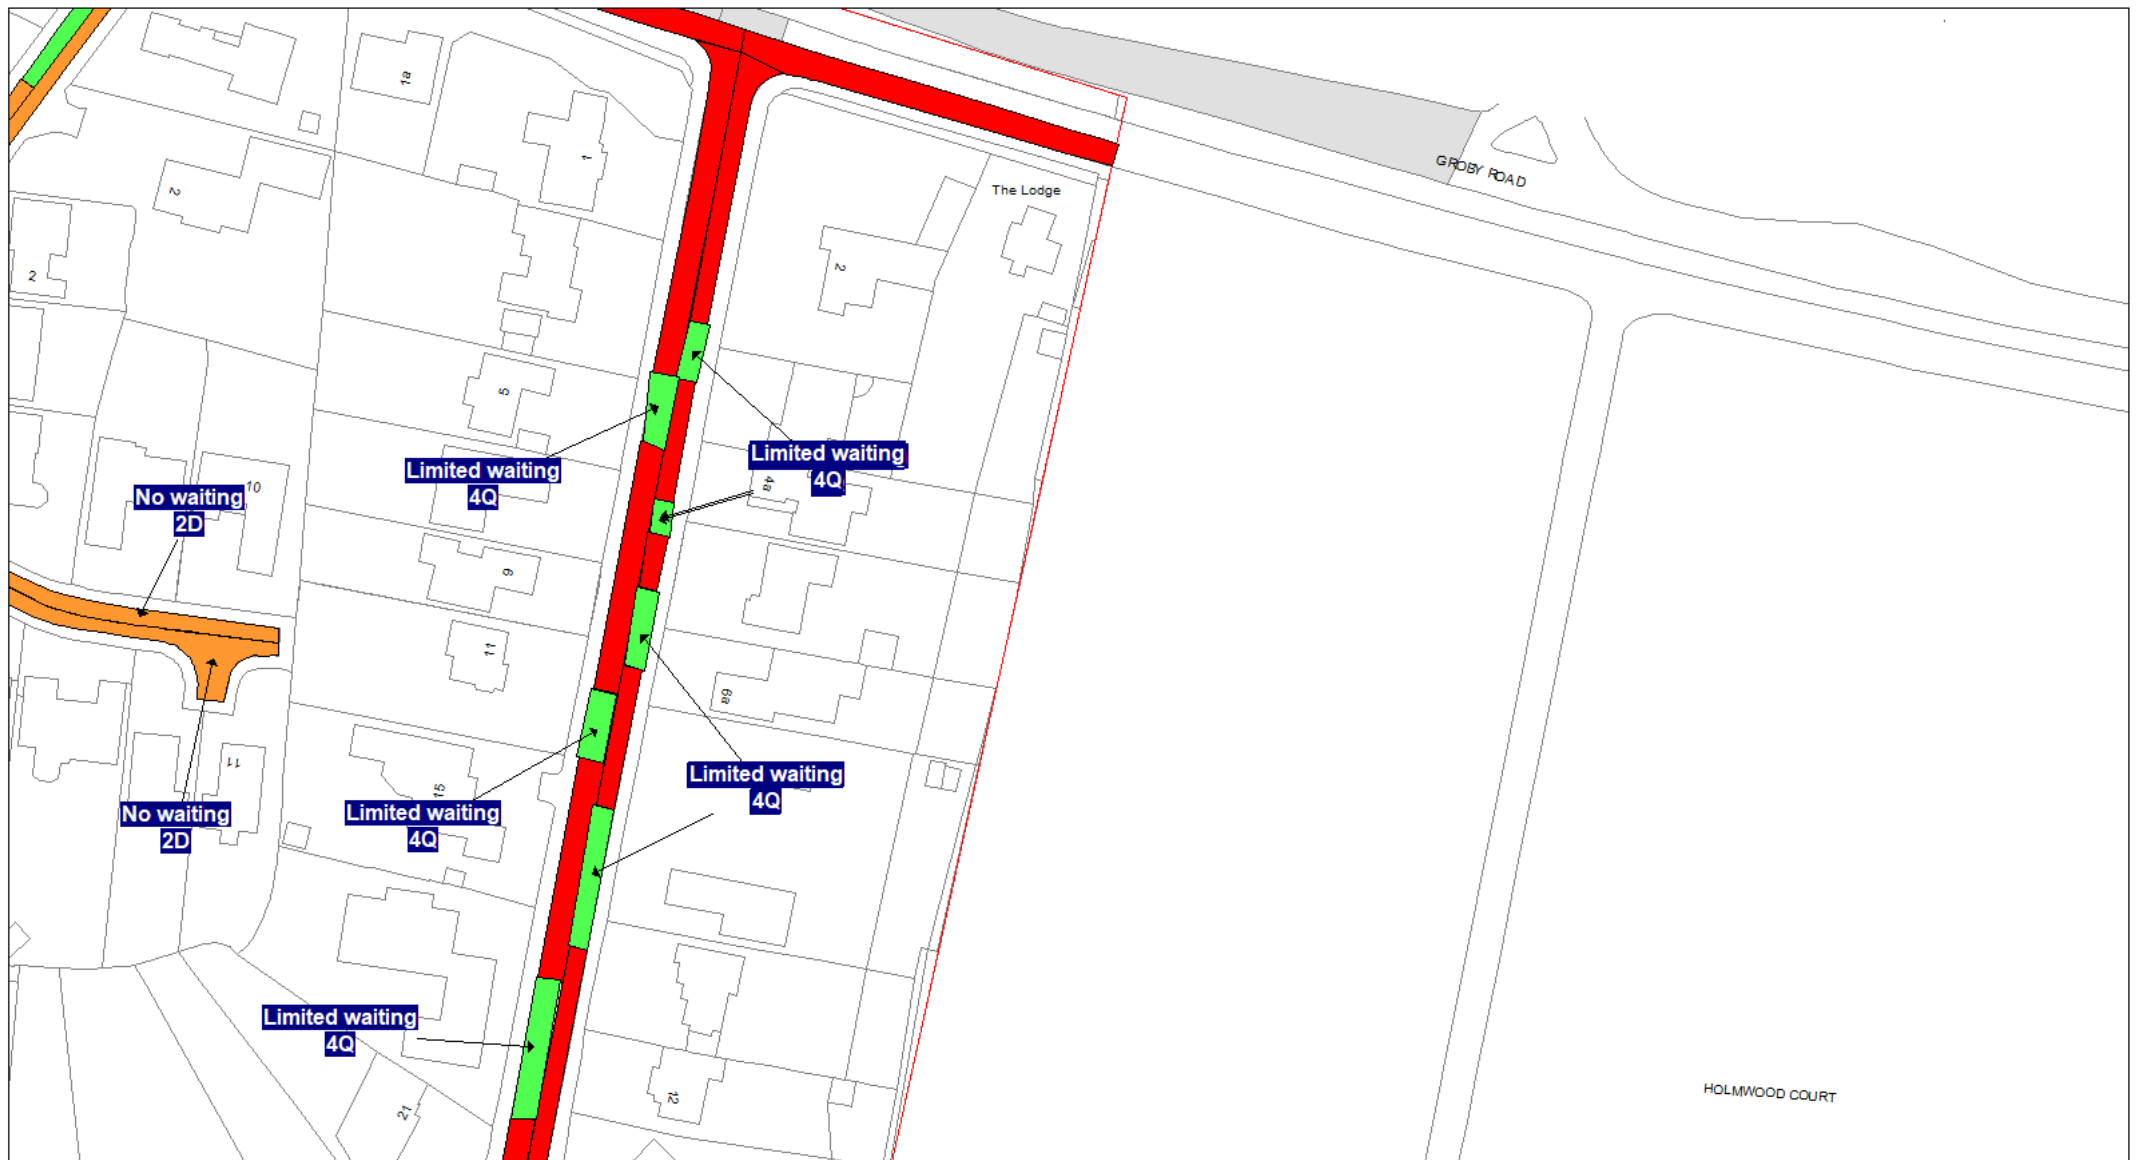 1a
1
2
GROBY ROAD
The Lodge
2
2
5
Limited waiting
4Q
Limited waiting
4Q
4a
10
No waiting
2D
9
11
6a
Limited waiting
4Q
15
Limited waiting
4Q
11
No waiting
2D
Limited waiting
4Q
12
21
HOLMWOOD COURT